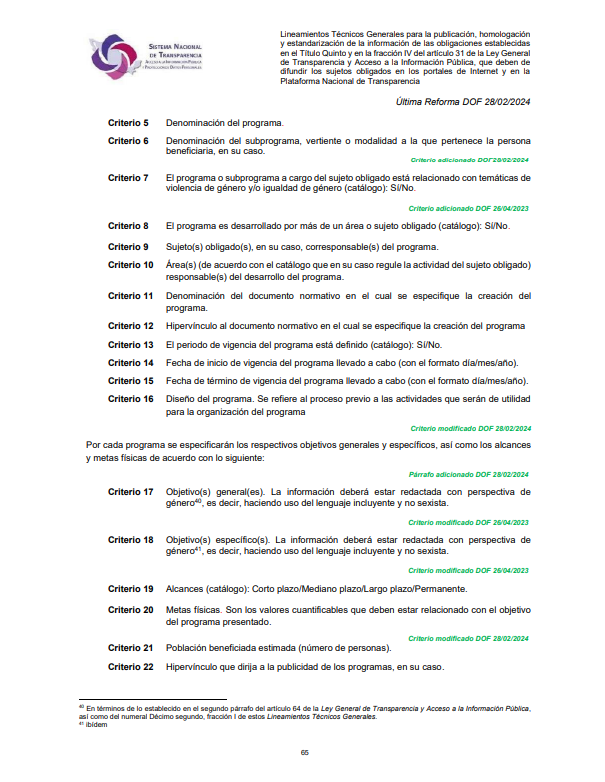 SISTEMA NACIONAL
DE TRANSPARENCIA
ACCESO A LA INFORMACIÓN PÚBLICA
Y PROTECCIÓN DE DATOS PERSONALES
Lineamientos Técnicos Generales para la publicación, homologación
y estandarización de la información de las obligaciones establecidas
en el Título Quinto y en la fracción IV del artículo 31 de la Ley General
de Transparencia y Acceso a la Información Pública, que deben de
difundir los sujetos obligados en los portales de Internet y en la
Plataforma Nacional de Transparencia
Última Reforma DOF 28/02/2024
Criterio 5 Denominación del programa.
Criterio 6 Denominación del subprograma, vertiente o modalidad a la que pertenece la persona
beneficiaria, en su caso.
Criterio adicionado DOF 28/02/2024
Criterio 7 El programa o subprograma a cargo del sujeto obligado está relacionado con temáticas de
violencia de género y/o igualdad de género (catálogo): Sí/No.
Criterio adicionado DOF 26/04/2023
Criterio 8 El programa es desarrollado por más de un área o sujeto obligado (catálogo): Sí/No.
Criterio 9 Sujeto(s) obligado(s), en su caso, corresponsable(s) del programa.
Criterio 10 Área(s) (de acuerdo con el catálogo que en su caso regule la actividad del sujeto obligado)
responsable(s) del desarrollo del programa.
Criterio 11 Denominación del documento normativo en el cual se especifique la creación del
programa.
Criterio 12 Hipervínculo al documento normativo en el cual se especifique la creación del programa
Criterio 13 El periodo de vigencia del programa está definido (catálogo): Sí/No.
Criterio 14 Fecha de inicio de vigencia del programa llevado a cabo (con el formato día/mes/año).
Criterio 15 Fecha de término de vigencia del programa llevado a cabo (con el formato día/mes/año).
Criterio 16 Diseño del programa. Se refiere al proceso previo a las actividades que serán de utilidad
para la organización del programa
Criterio modificado DOF 28/02/2024
Por cada programa se especificarán los respectivos objetivos generales y específicos, así como los alcances
y metas físicas de acuerdo con lo siguiente:
Párrafo adicionado DOF 28/02/2024
Criterio 17 Objetivo(s) general(es). La información deberá estar redactada con perspectiva de
género40, es decir, haciendo uso del lenguaje incluyente y no sexista.
Criterio modificado DOF 26/04/2023
Criterio 18 Objetivo(s) específico(s). La información deberá estar redactada con perspectiva de
género41, es decir, haciendo uso del lenguaje incluyente y no sexista.
Criterio modificado DOF 26/04/2023
Criterio 19 Alcances (catálogo): Corto plazo/Mediano plazo/Largo plazo/Permanente.
Criterio 20 Metas físicas. Son los valores cuantificables que deben estar relacionado con el objetivo
del programa presentado.
Criterio modificado DOF 28/02/2024
Criterio 21 Población beneficiada estimada (número de personas).
Criterio 22 Hipervínculo que dirija a la publicidad de los programas, en su caso.
40 En términos de lo establecido en el segundo párrafo del artículo 64 de la Ley General de Transparencia y Acceso a la Información Pública,
así como del numeral Décimo segundo, fracción I de estos Lineamientos Técnicos Generales.
41 ibídem
65